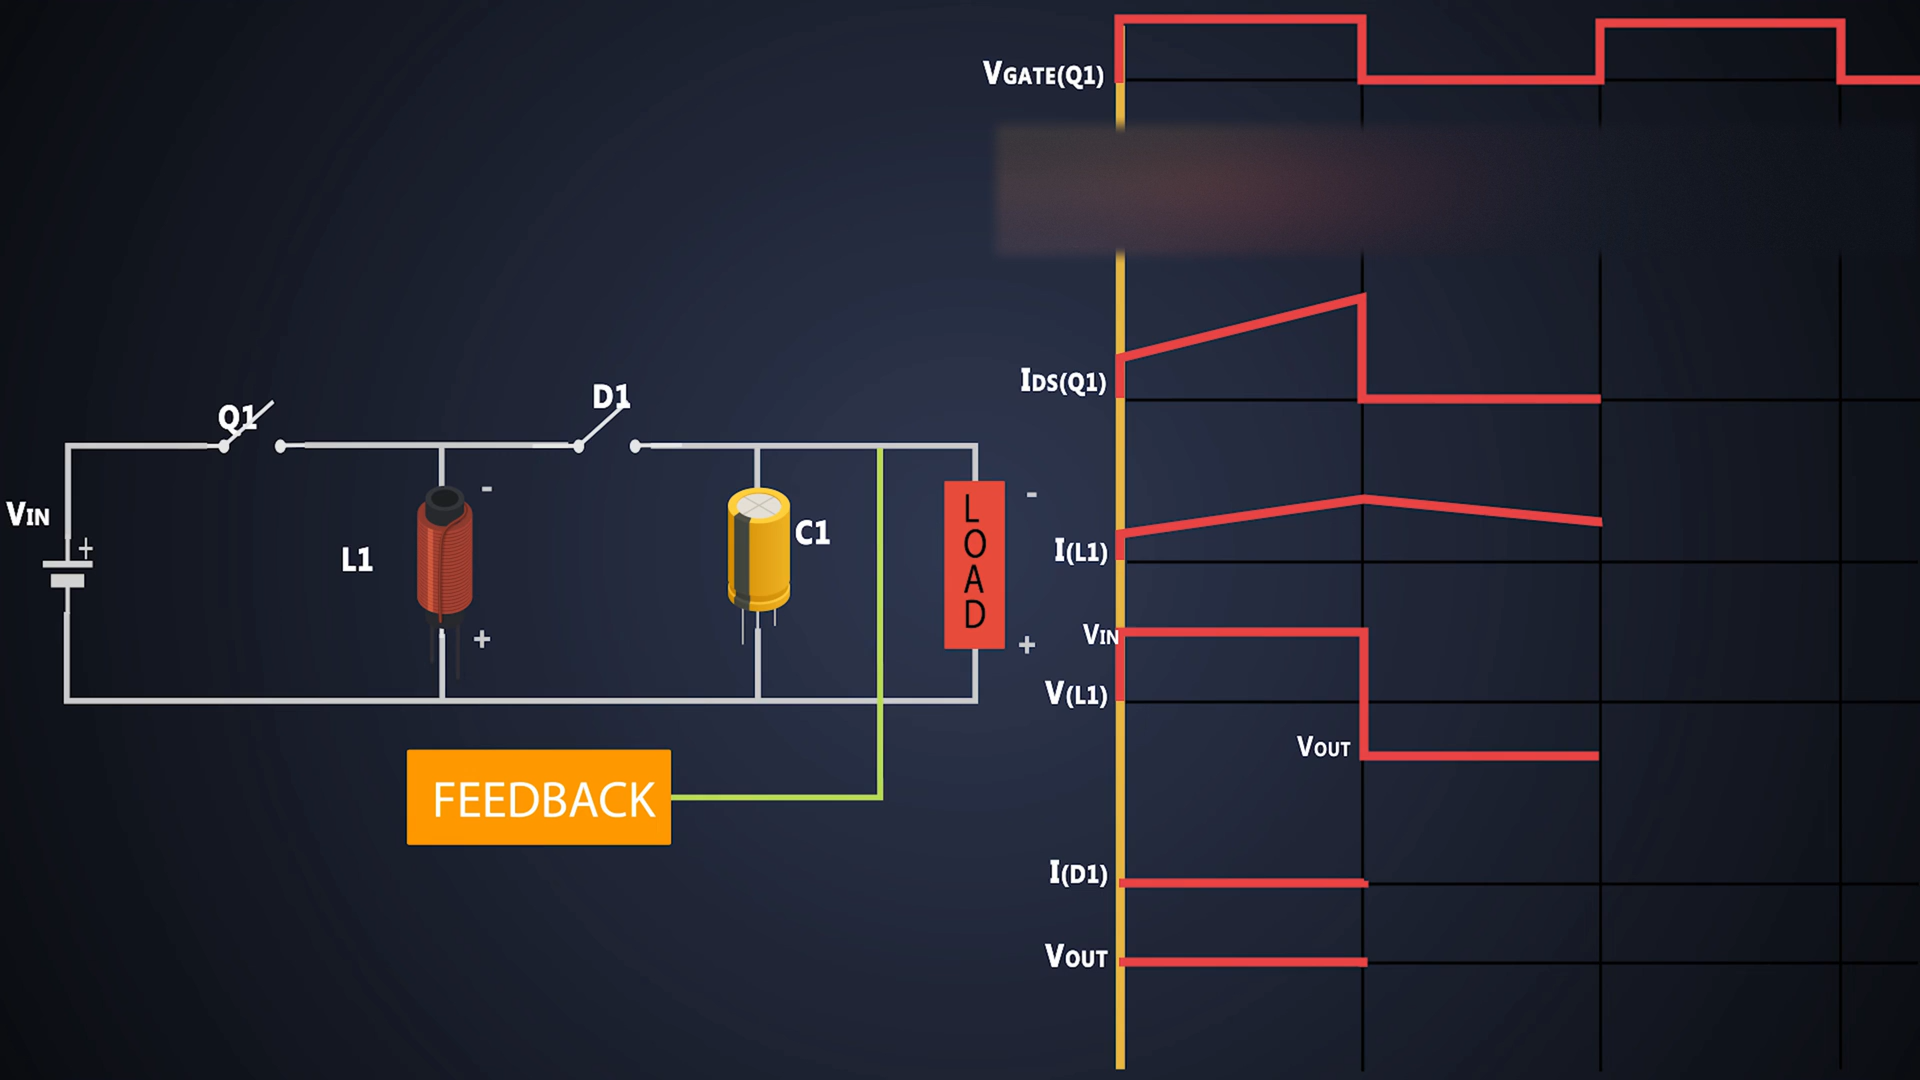 VGATE(Q1)
IDS(Q1)
Q1
D1
VIN
+
L1
-
+
C1
LOAD
-
+
I(L1)
VIN
V(L1)
VOUT
FEEDBACK
I(D1)
VOUT